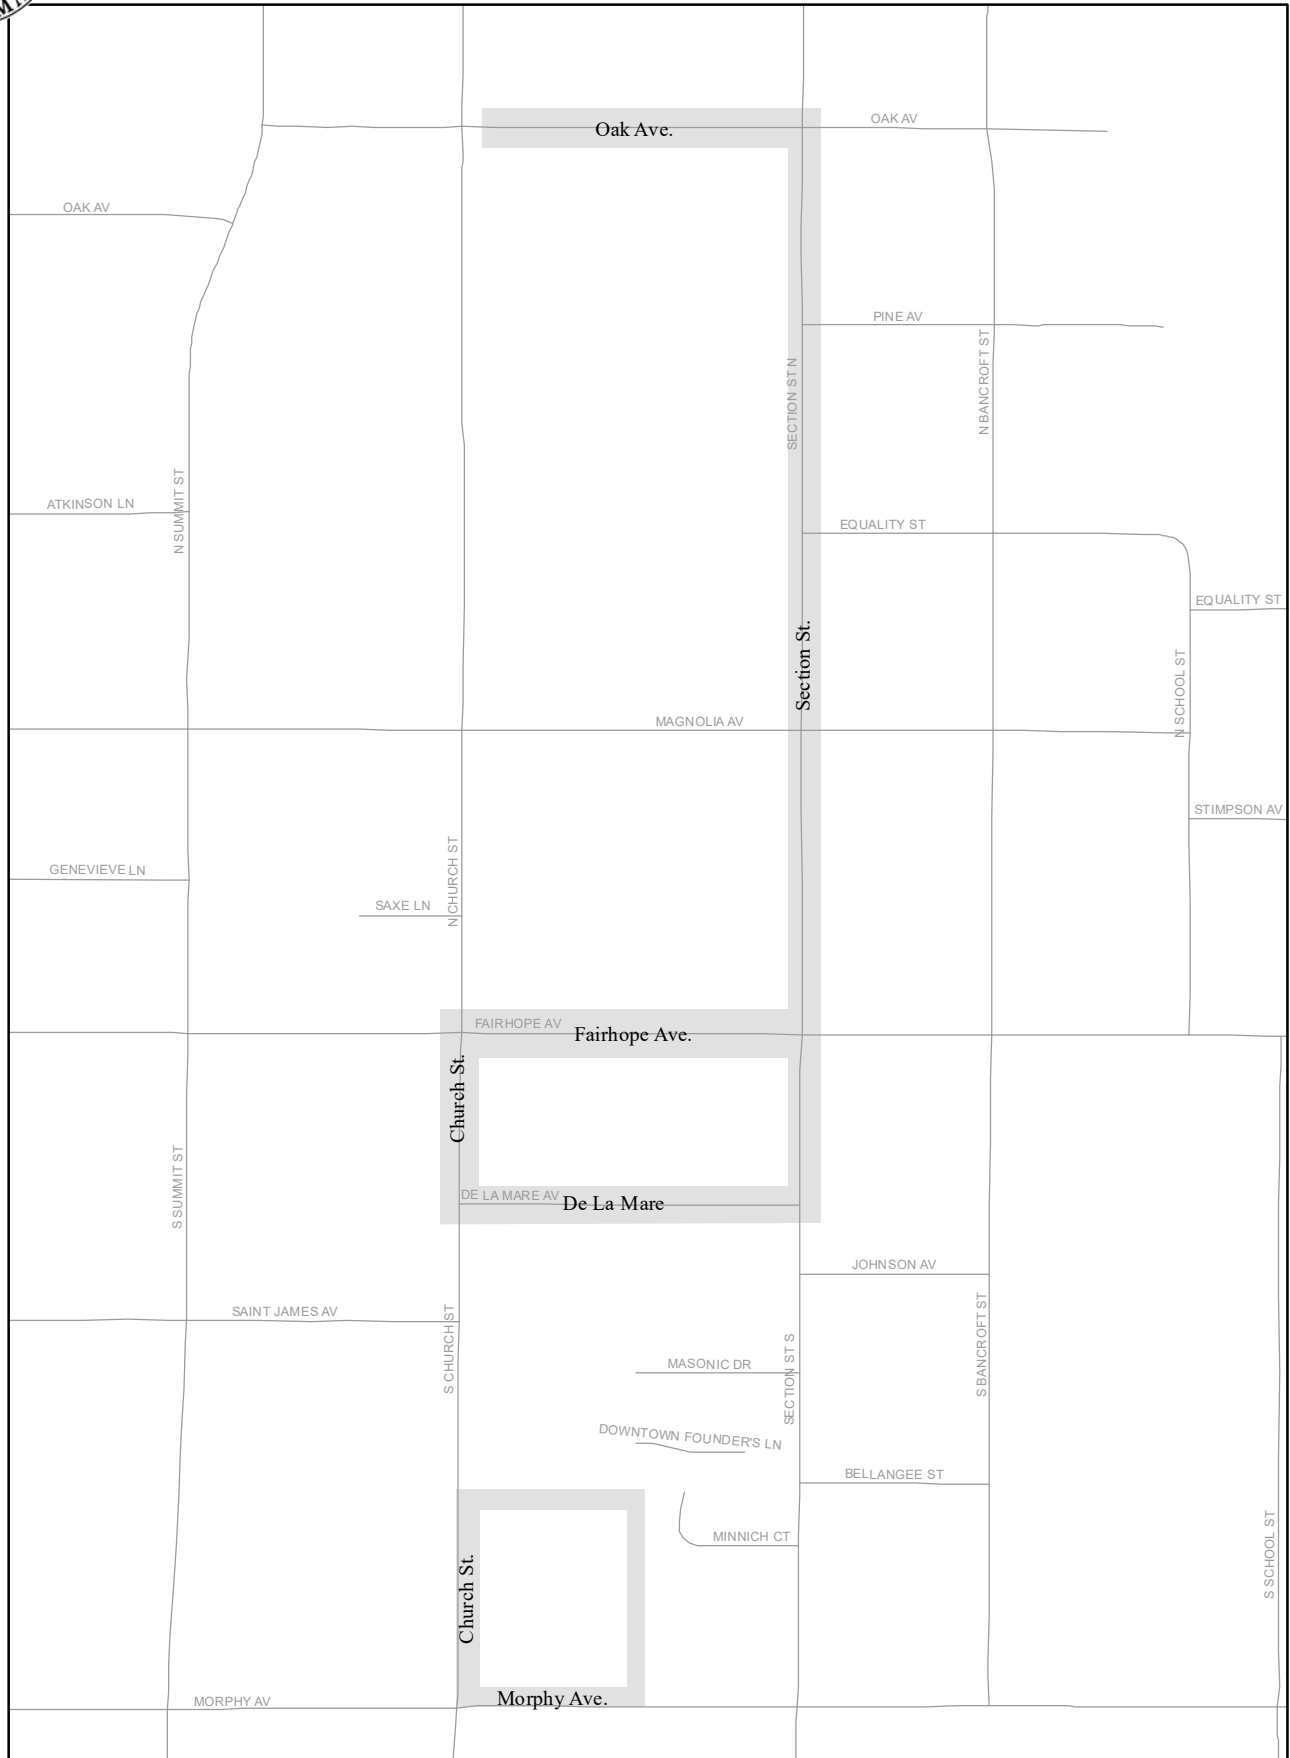 OAK AV
Oak Ave.
OAK AV
PINE AV
SECTION ST N
N BANCROFT ST
N SUMMIT ST
ATKINSON LN
EQUALITY ST
EQUALITY ST
Section St.
N SCHOOL ST
MAGNOLIA AV
STIMPSON AV
GENEVIEVE LN
N CHURCH ST
SAXE LN
FAIRHOPE AV
Fairhope Ave.
Church St.
S SUMMIT ST
DE LA MARE AV
De La Mare
JOHNSON AV
SAINT JAMES AV
S CHURCH ST
S BANCROFT ST
SECTION ST S
MASONIC DR
DOWNTOWN FOUNDER'S LN
BELLANGEE ST
MINNICH CT
S SCHOOL ST
Church St.
MORPHY AV
Morphy Ave.